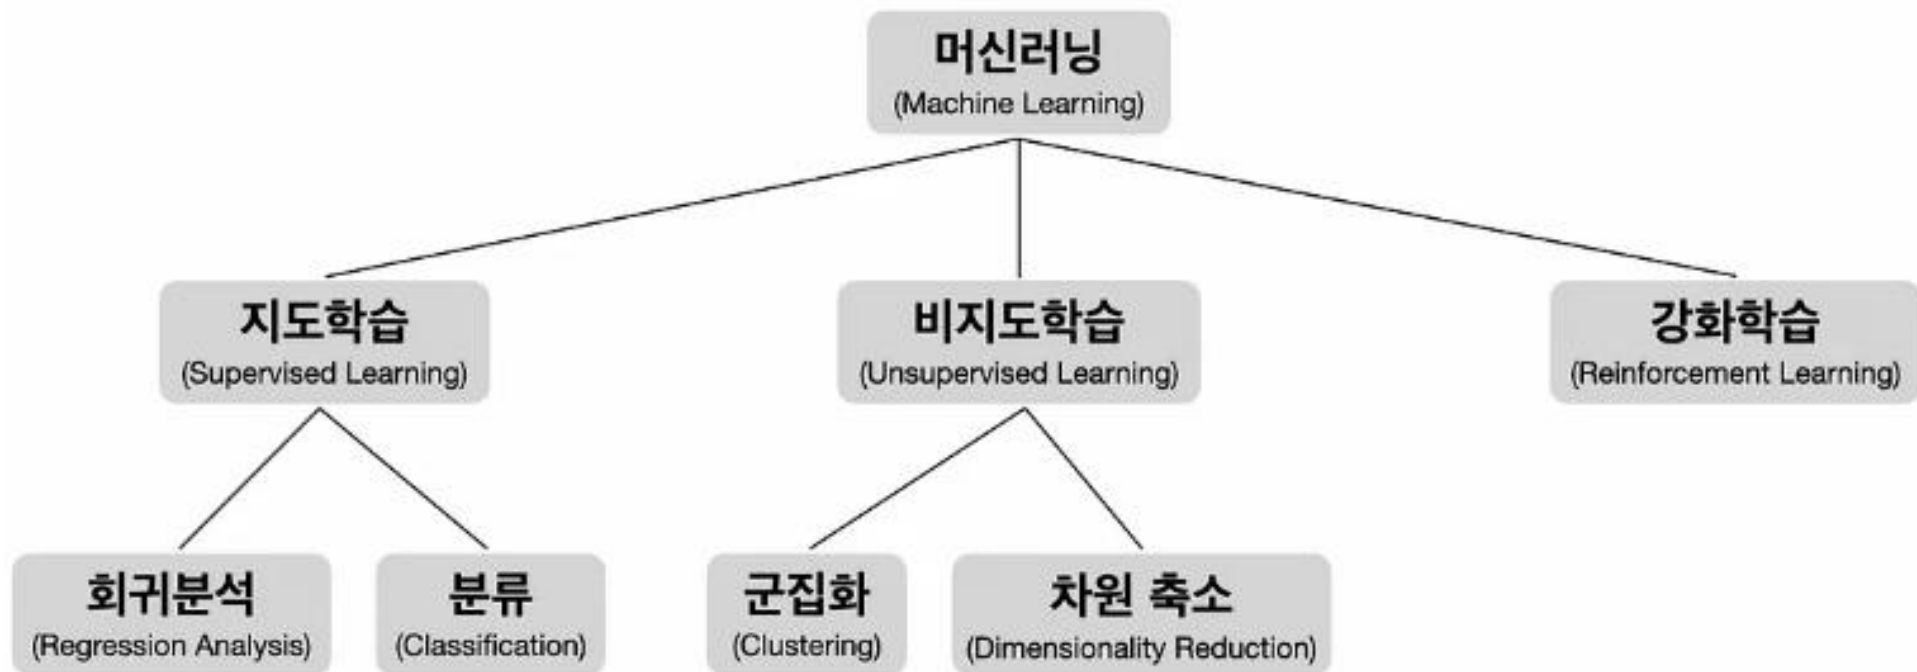 머신러닝
(Machine Learning)
지도학습
(Supervised Learning)
비지도학습
(Unsupervised Learning)
강화학습
(Reinforcement Learning)
회귀분석
(Regression Analysis)
분류
(Classification)
군집화
(Clustering)
차원 축소
(Dimensionality Reduction)